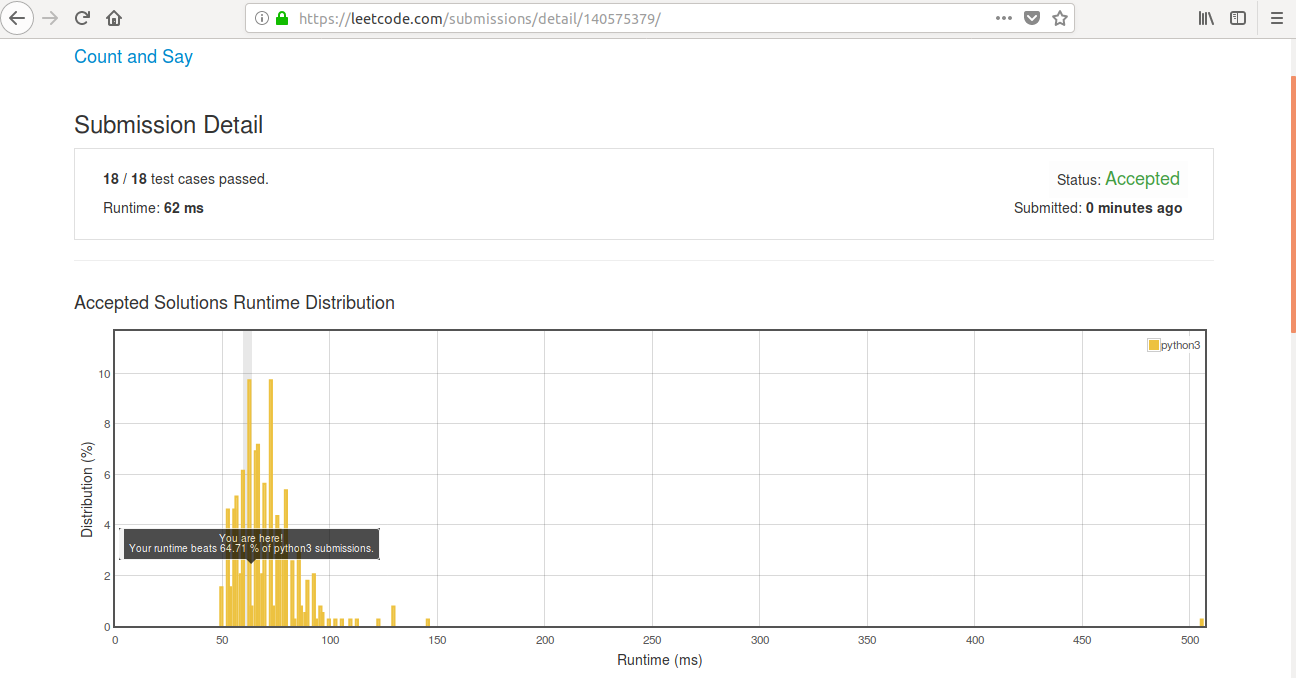 https://leetcode.com/submissions/detail/140575379/
Count and Say
Submission Detail
18 / 18 test cases passed.
Status: Accepted
Runtime: 62 ms
Submitted: 0 minutes ago
Accepted Solutions Runtime Distribution
python3
10
8
6
4
2
0
Distribution (%)
You are here!
Your runtime beats 64.71 % of python3 submissions.
0 50 100 150 200 250 300 350 400 450 500
Runtime (ms)